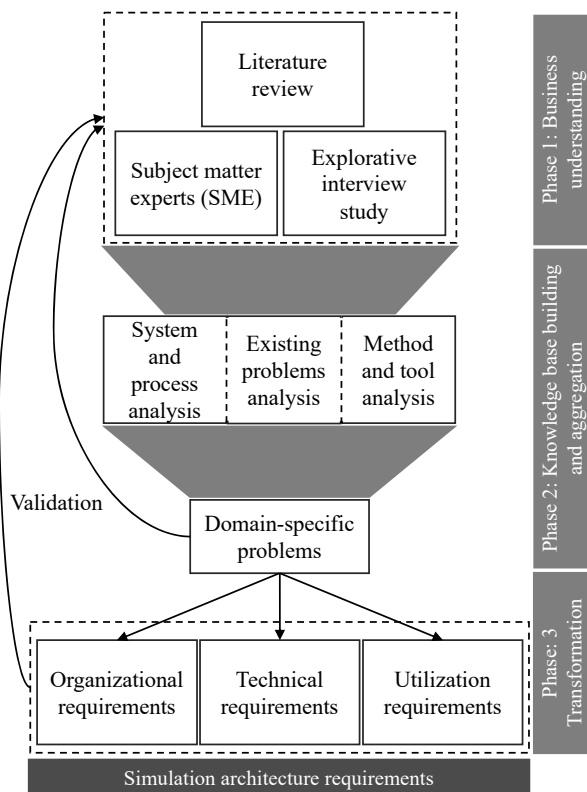 Literature
review
Subject matter
experts (SME)
Explorative
interview
study
Phase 1: Business
understanding
System
and
process
analysis
Existing
problems
analysis
Method
and tool
analysis
Phase 2: Knowledge base building
and aggregation
Validation
Domain-specific
problems
Organizational
requirements
Technical
requirements
Utilization
requirements
Phase: 3
Transformation
Simulation architecture requirements